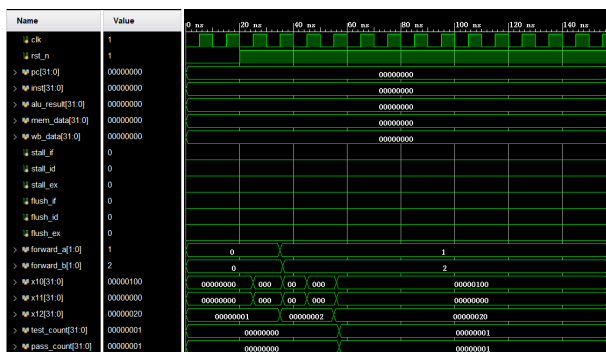 Name Value 0 ns 20 ns 40 ns 60 ns 80 ns 100 ns 120 ns 140 ns
clk 1
rst_n 1
pc[31:0] 00000000 00000000
inst[31:0] 00000000 00000000
alu_result[31:0] 00000000 00000000
mem_data[31:0] 00000000 00000000
wb_data[31:0] 00000000 00000000
stall_if 0
stall_id 0
stall_ex 0
flush_if 0
flush_id 0
flush_ex 0
forward_a[1:0] 1 0 1
forward_b[1:0] 2 0 2
x10[31:0] 00000100 00000000 000 00 000 00000100
x11[31:0] 00000000 00000000 000 00 000 00000000
x12[31:0] 00000020 00000001 00000002 00000020
test_count[31:0] 00000001 00000000 00000001
pass_count[31:0] 00000001 00000000 00000001